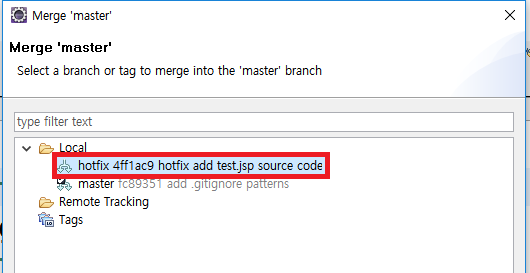 Merge 'master'
Merge 'master'
Select a branch or tag to merge into the 'master' branch
type filter text
Local
hotfix 4ff1ac9 hotfix add test.jsp source code
master fc89351 add .gitignore patterns
Remote Tracking
Tags